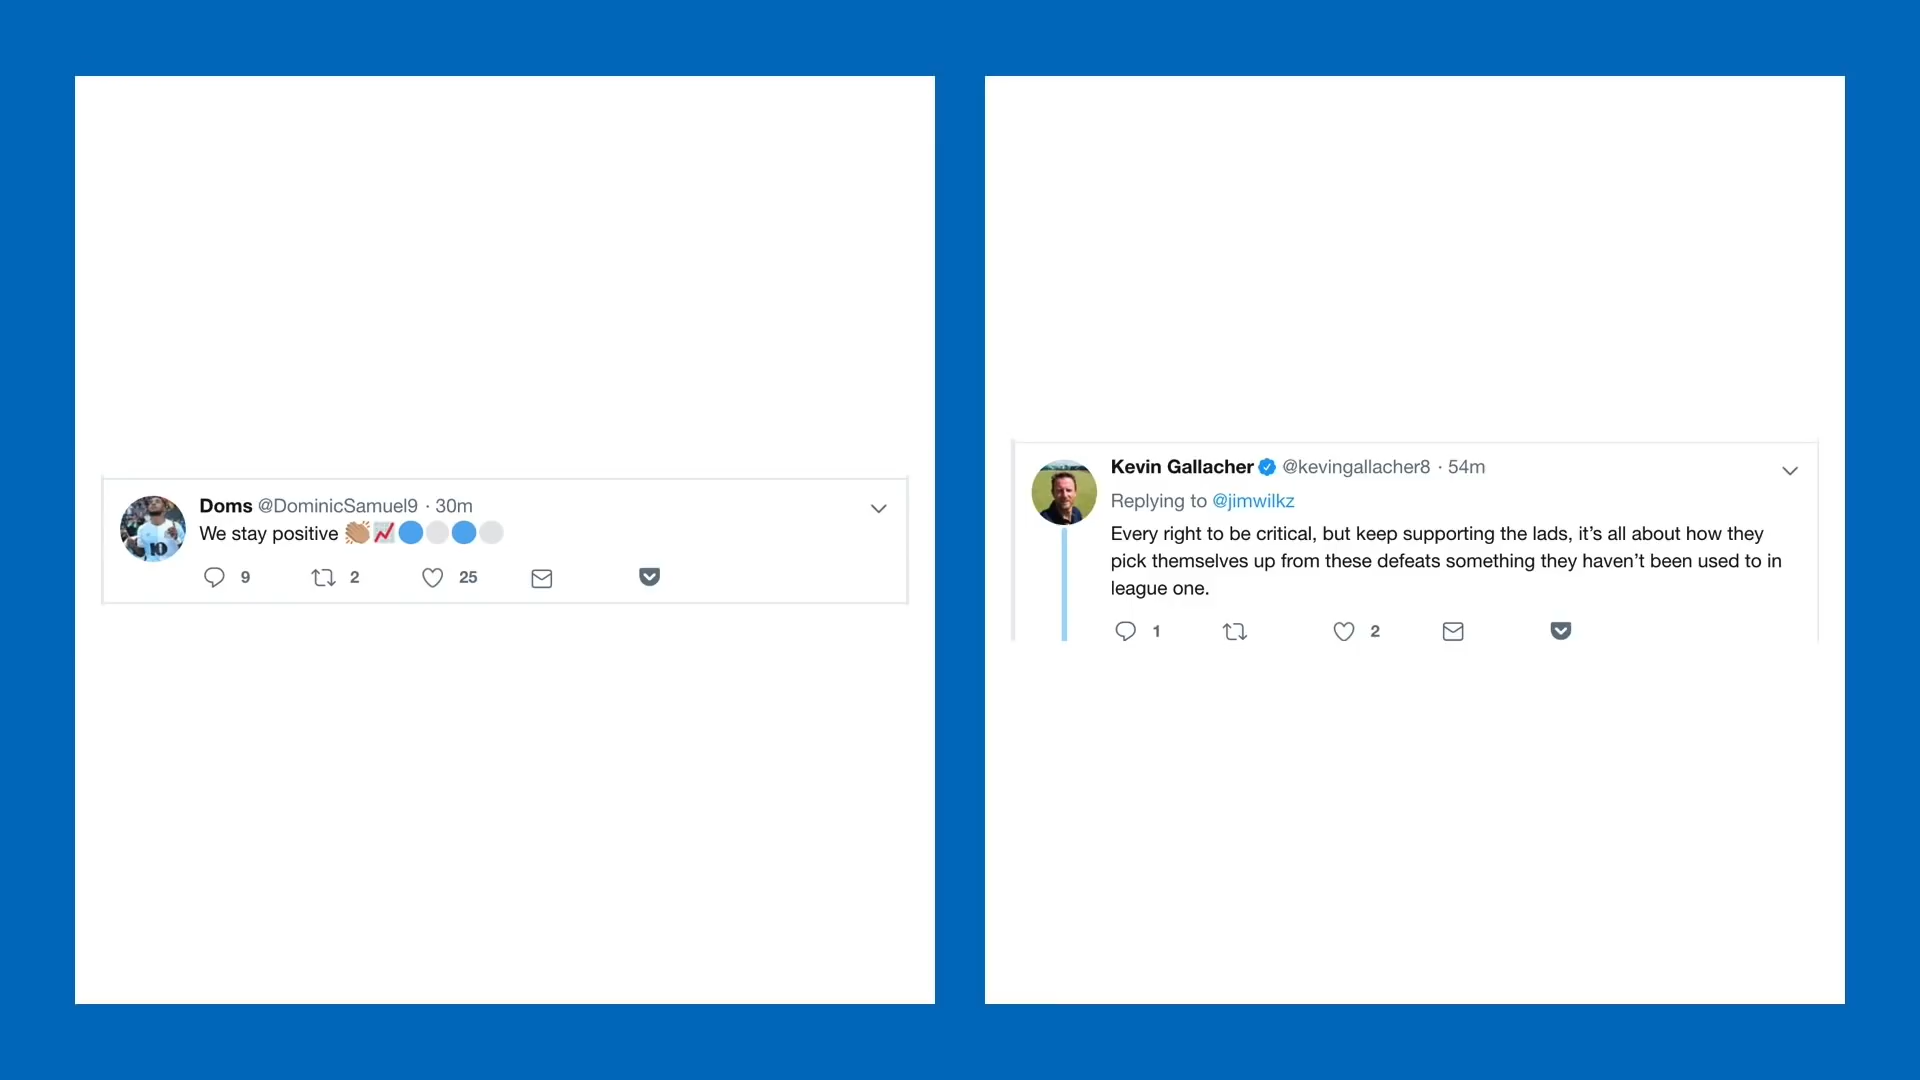 Doms @DominicSamuel9 · 30m
We stay positive 👏🏽📈🔵⚪🔵⚪
9 2 25
Kevin Gallacher @kevingallacher8 · 54m
Replying to @jimwilkz
Every right to be critical, but keep supporting the lads, it’s all about how they
pick themselves up from these defeats something they haven’t been used to in
league one.
1 2